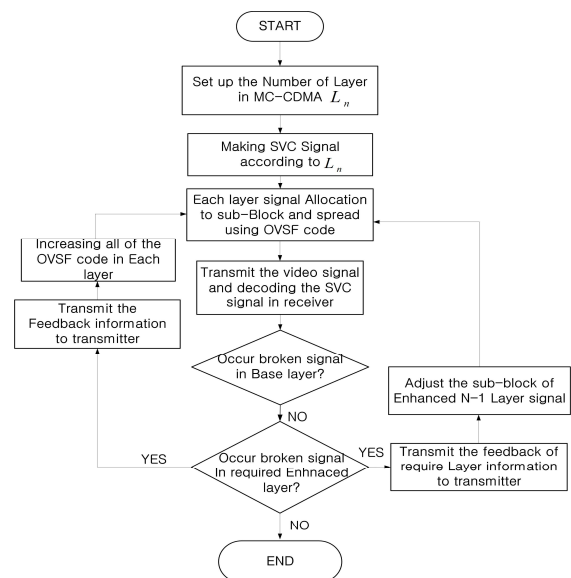 START
Set up the Number of Layer
in MC-CDMA L n
Making SVC Signal
according to L n
Each layer signal Allocation
to sub-Block and spread
using OVSF code
Increasing all of the
OVSF code in Each
layer
Transmit the video signal
and decoding the SVC
signal in receiver
Transmit the
Feedback information
to transmitter
Occur broken signal
in Base layer?
Adjust the sub-block of
Enhanced N-1 Layer signal
NO
YES
Occur broken signal
In required Enhnaced
layer?
YES
Transmit the feedback of
require Layer information
to transmitter
NO
END